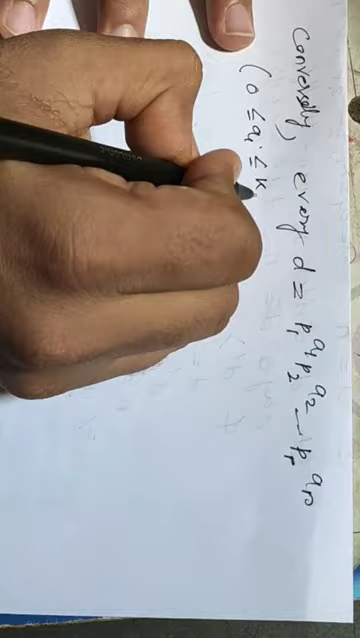 Conversely, every d = p₁^a₁ p₂^a₂ — p_r^a_r
(0 ≤ a_i ≤ k